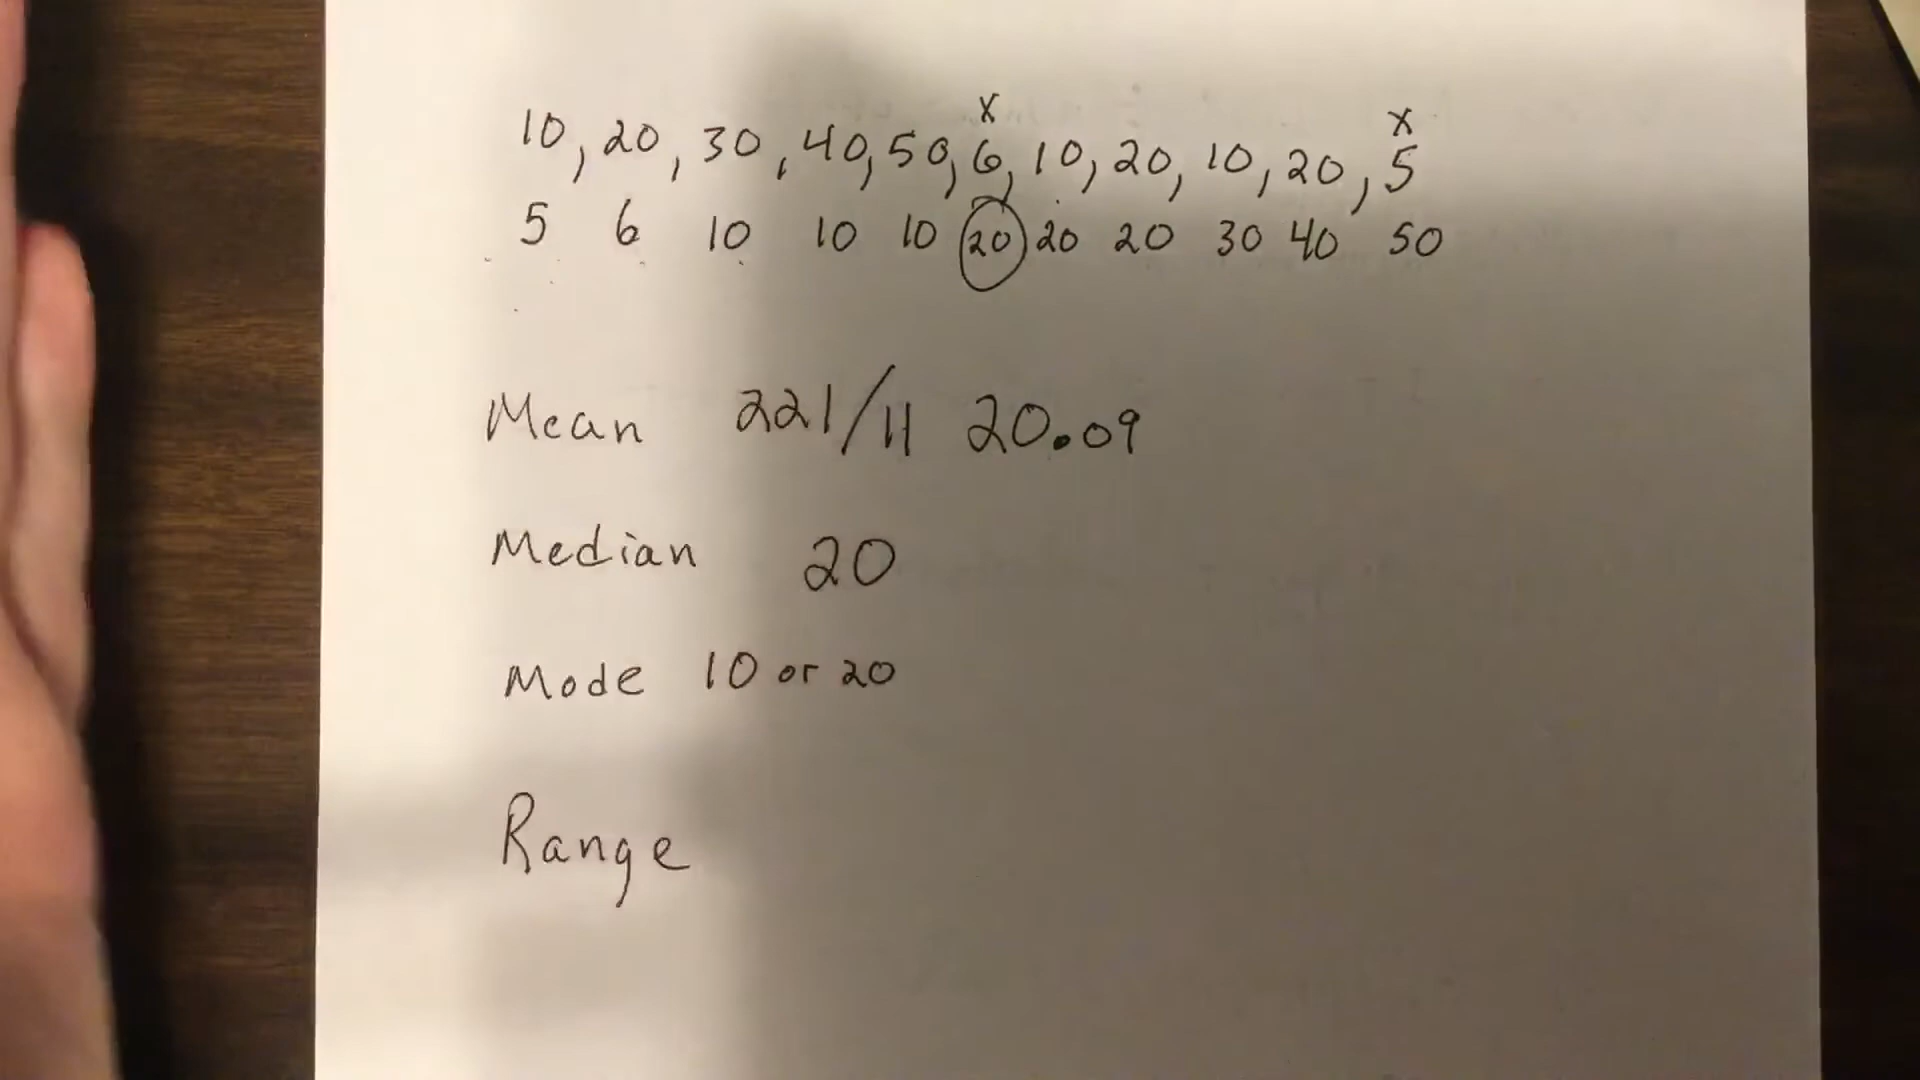 x x
10, 20, 30, 40, 50, 6, 10, 20, 10, 20, 5
5 6 10 10 10 20 20 20 30 40 50
Mean 221/11 20.09
Median 20
Mode 10 or 20
Range